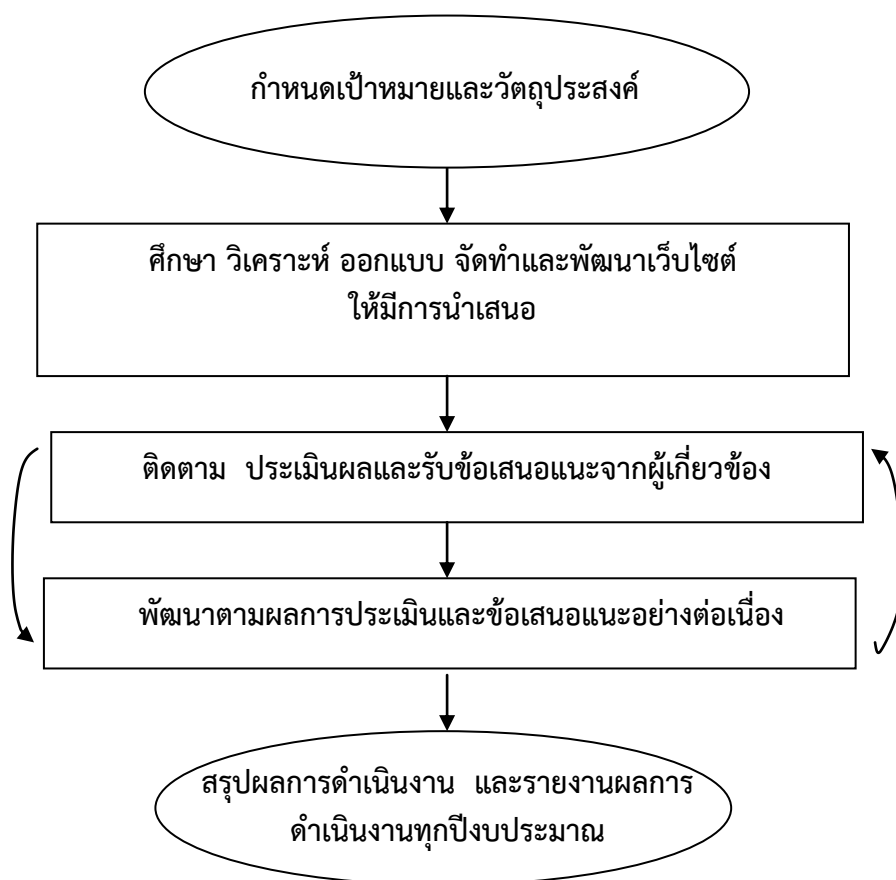 กำหนดเป้าหมายและวัตถุประสงค์
ศึกษา วิเคราะห์ ออกแบบ จัดทำและพัฒนาเว็บไซต์
ให้มีการนำเสนอ
ติดตาม ประเมินผลและรับข้อเสนอแนะจากผู้เกี่ยวข้อง
พัฒนาตามผลการประเมินและข้อเสนอแนะอย่างต่อเนื่อง
สรุปผลการดำเนินงาน และรายงานผลการ
ดำเนินงานทุกปีงบประมาณ